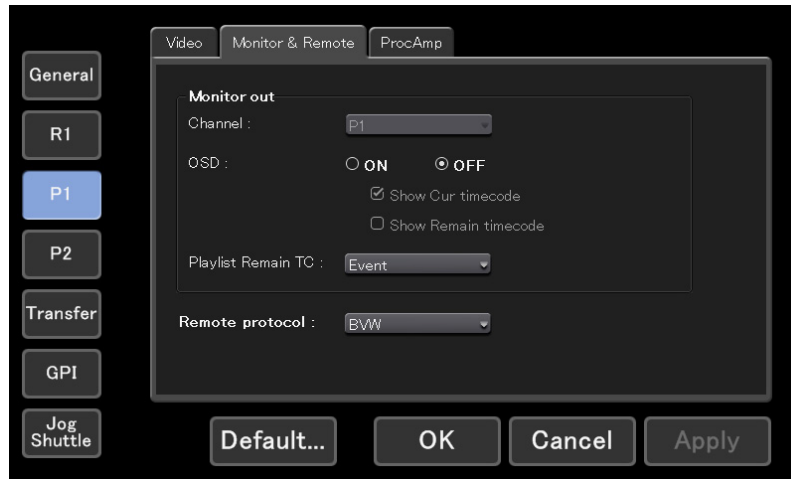 Video Monitor & Remote ProcAmp
General
R1
P1
P2
Transfer
GPI
Jog
Shuttle
Monitor out
Channel : P1
OSD : ON OFF
Show Cur timecode
Show Remain timecode
Playlist Remain TC : Event
Remote protocol : BVW
Default... OK Cancel Apply